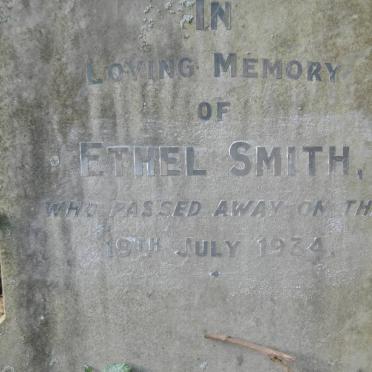 IN
LOVING MEMORY
OF
ETHEL SMITH,
WHO PASSED AWAY ON TH
19TH JULY 1934.